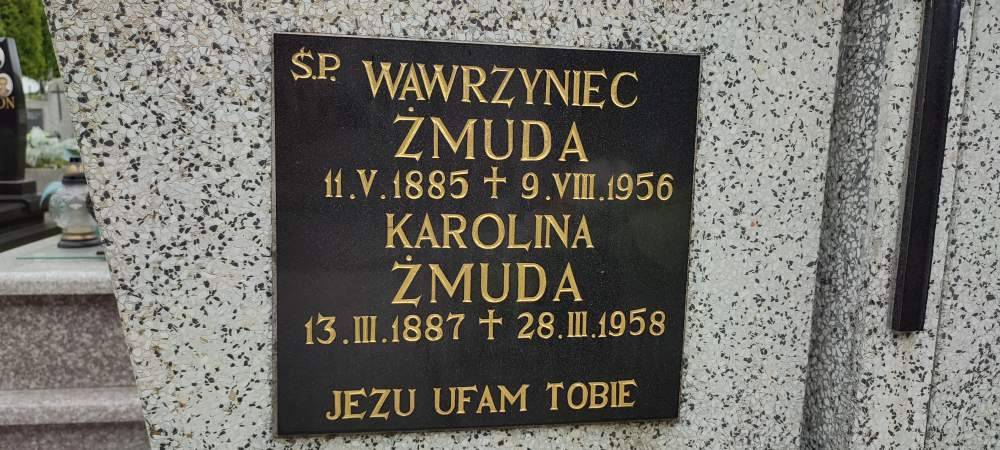 Ś.P. WAWRZYNIEC
ŻMUDA
11.V.1885 † 9.VIII.1956
KAROLINA
ŻMUDA
13.III.1887 † 28.III.1958
JEZU UFAM TOBIE